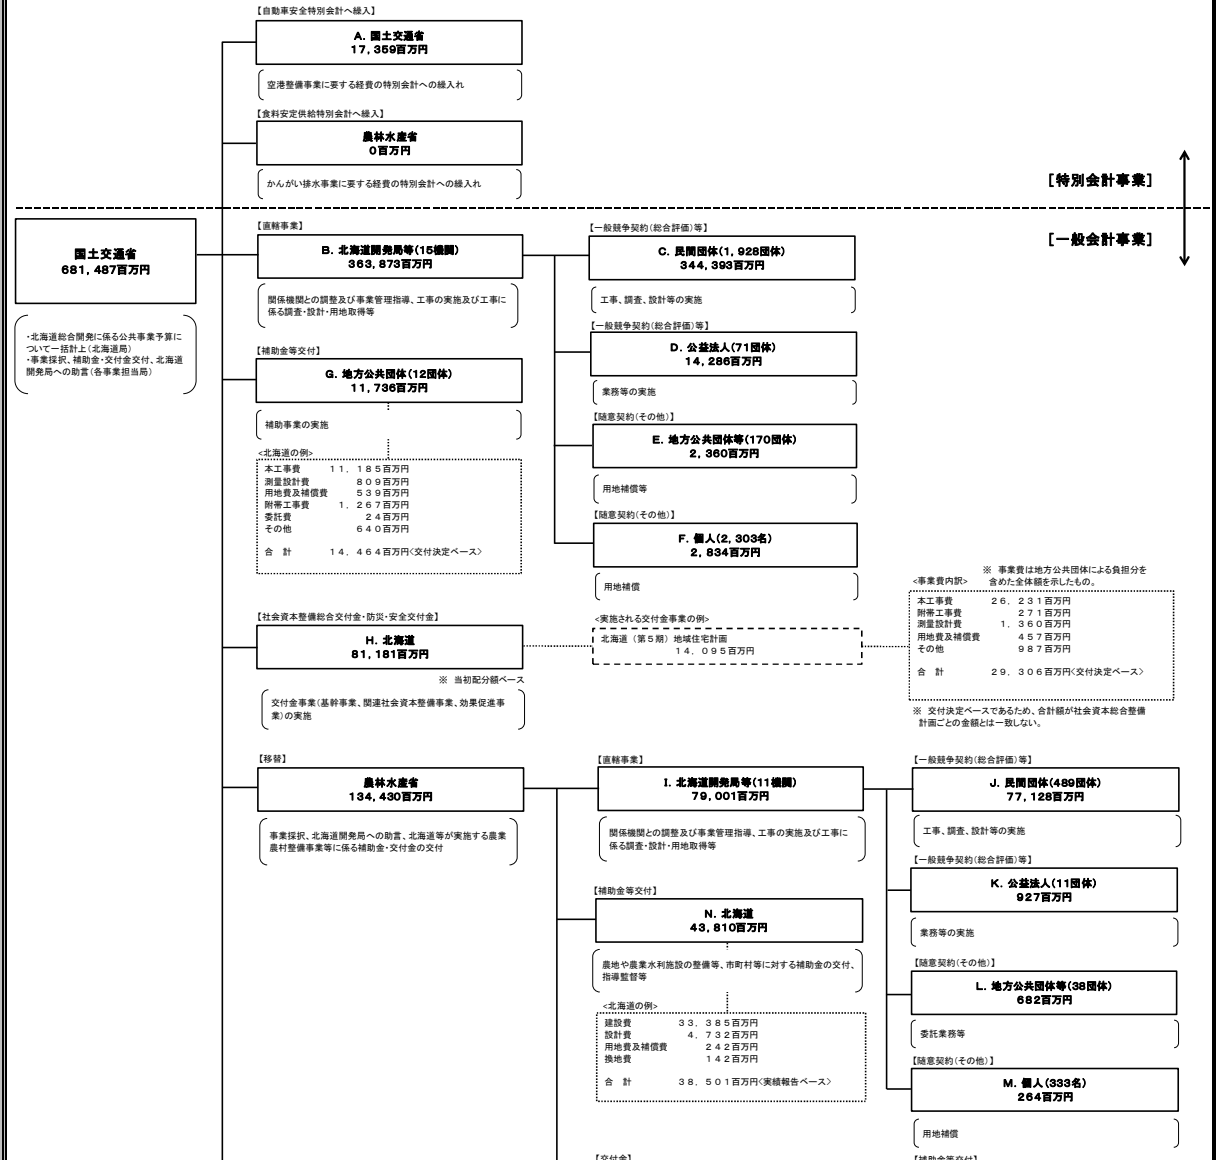 【自動車安全特別会計へ繰入】
A. 国土交通省
17, 359百万円
空港整備事業に要する経費の特別会計への繰入れ
【食料安定供給特別会計へ繰入】
農林水産省
0百万円
かんがい排水事業に要する経費の特別会計への繰入れ
[特別会計事業]
[一般会計事業]
国土交通省
681, 487百万円
・北海道総合開発に係る公共事業予算に
ついて一括計上(北海道局)
・事業採択、補助金・交付金交付、北海道
開発局への助言(各事業担当局)
【直轄事業】
B. 北海道開発局等(15機関)
363, 873百万円
関係機関との調整及び事業管理指導、工事の実施及び工事に
係る調査・設計・用地取得等
【一般競争契約(総合評価)等】
C. 民間団体(1, 928団体)
344, 393百万円
工事、調査、設計等の実施
【一般競争契約(総合評価)等】
D. 公益法人(71団体)
14, 286百万円
業務等の実施
【随意契約(その他)】
E. 地方公共団体等(170団体)
2, 360百万円
用地補償等
【随意契約(その他)】
F. 個人(2, 303名)
2, 834百万円
用地補償
【補助金等交付】
G. 地方公共団体(12団体)
11, 736百万円
補助事業の実施
<北海道の例>
本工事費 11, 185百万円
測量設計費 809百万円
用地費及補償費 539百万円
附帯工事費 1, 267百万円
委託費 24百万円
その他 640百万円
合 計 14, 464百万円<交付決定ベース>
【社会資本整備総合交付金・防災・安全交付金】
H. 北海道
81, 181百万円
※ 当初配分額ベース
交付金事業(基幹事業、関連社会資本整備事業、効果促進事
業)の実施
<実施される交付金事業の例>
北海道(第5期)地域住宅計画
14, 095百万円
※ 事業費は地方公共団体による負担分を
含めた全体額を示したもの。
<事業費内訳>
本工事費 26, 231百万円
附帯工事費 271百万円
測量設計費 1, 360百万円
用地費及補償費 457百万円
その他 987百万円
合 計 29, 306百万円<交付決定ベース>
※ 交付決定ベースであるため、合計額が社会資本総合整備
計画ごとの金額とは一致しない。
【移替】
農林水産省
134, 430百万円
事業採択、北海道開発局への助言、北海道等が実施する農業
農村整備事業等に係る補助金・交付金の交付
【直轄事業】
I. 北海道開発局等(11機関)
79, 001百万円
関係機関との調整及び事業管理指導、工事の実施及び工事に
係る調査・設計・用地取得等
【一般競争契約(総合評価)等】
J. 民間団体(489団体)
77, 128百万円
工事、調査、設計等の実施
【一般競争契約(総合評価)等】
K. 公益法人(11団体)
927百万円
業務等の実施
【随意契約(その他)】
L. 地方公共団体等(38団体)
682百万円
委託業務等
【随意契約(その他)】
M. 個人(333名)
264百万円
用地補償
【補助金等交付】
N. 北海道
43, 810百万円
農地や農業水利施設の整備等、市町村等に対する補助金の交付、
指導監督等
<北海道の例>
建設費 33, 385百万円
設計費 4, 732百万円
用地費及補償費 242百万円
換地費 142百万円
合 計 38, 501百万円<実績報告ベース>
【交付金】
【補助金等交付】